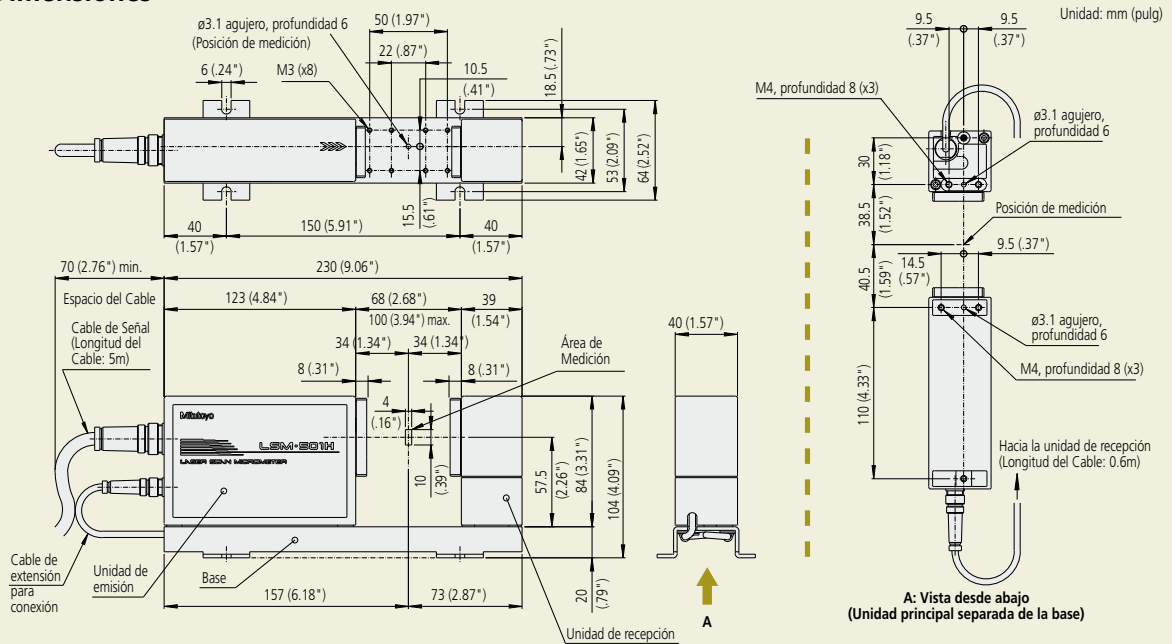 Unidad: mm (pulg)
ø3.1 agujero, profundidad 6
(Posición de medición)
50 (1.97")
22 (.87")
6 (.24")
M3 (x8)
10.5
(.41")
18.5 (.73")
42 (1.65")
53 (2.09")
64 (2.52")
15.5
(.61")
40
(1.57")
150 (5.91")
40
(1.57")
70 (2.76") min.
230 (9.06")
Espacio del Cable
123 (4.84")
68 (2.68")
39
(1.54")
100 (3.94") max.
Cable de Señal
(Longitud del
Cable: 5m)
34 (1.34")
34 (1.34")
Área de
Medición
8 (.31")
8 (.31")
4
(.16")
10
(.39")
Mitutoyo
LSM-501H
LASER SCAN MICROMETER
57.5
(2.26")
84 (3.31")
104 (4.09")
20
(.79")
Cable de
extensión
para
conexión
Unidad de
emisión
Base
157 (6.18")
73 (2.87")
Unidad de recepción
40 (1.57")
A
9.5
(.37")
9.5
(.37")
M4, profundidad 8 (x3)
ø3.1 agujero,
profundidad 6
30
(1.18")
38.5
(1.52")
Posición de medición
40.5
(1.59")
14.5
(.57")
9.5 (.37")
ø3.1 agujero,
profundidad 6
M4, profundidad 8 (x3)
110 (4.33")
Hacia la unidad de recepción
(Longitud del Cable: 0.6m)
A: Vista desde abajo
(Unidad principal separada de la base)